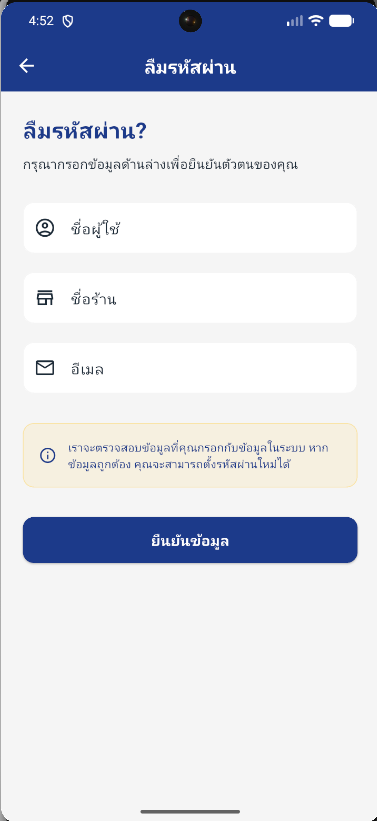 4:52
ลืมรหัสผ่าน
ลืมรหัสผ่าน?
กรุณากรอกข้อมูลด้านล่างเพื่อยืนยันตัวตนของคุณ
ชื่อผู้ใช้
ชื่อร้าน
อีเมล
เราจะตรวจสอบข้อมูลที่คุณกรอกกับข้อมูลในระบบ หาก
ข้อมูลถูกต้อง คุณจะสามารถตั้งรหัสผ่านใหม่ได้
ยืนยันข้อมูล